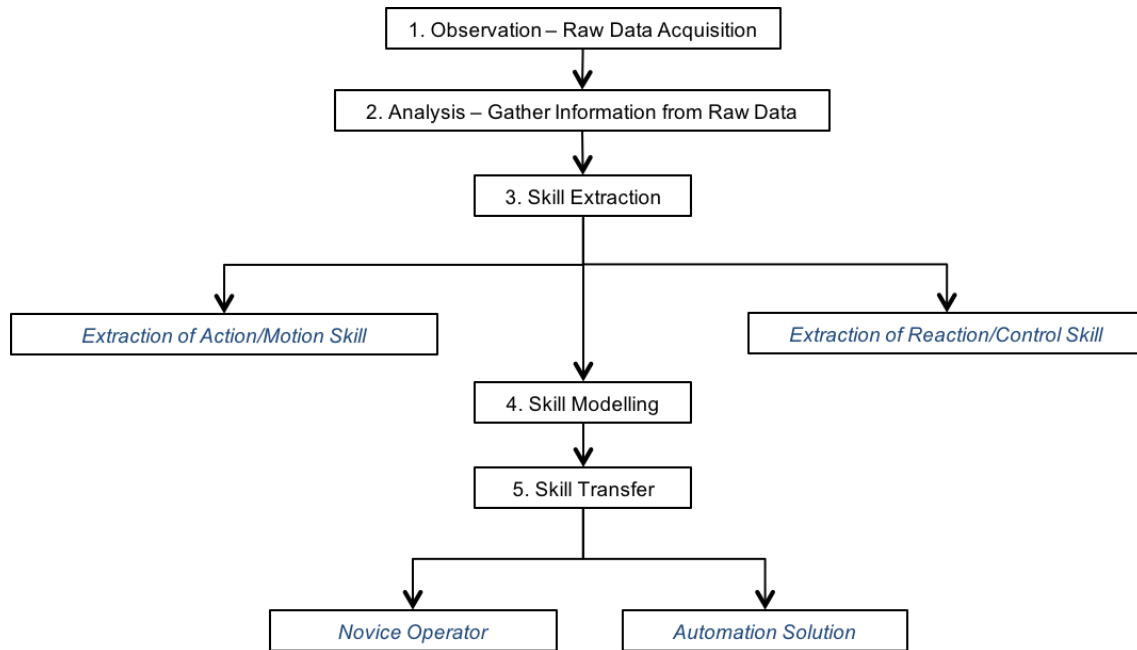 1. Observation – Raw Data Acquisition
2. Analysis – Gather Information from Raw Data
3. Skill Extraction
Extraction of Action/Motion Skill
Extraction of Reaction/Control Skill
4. Skill Modelling
5. Skill Transfer
Novice Operator
Automation Solution